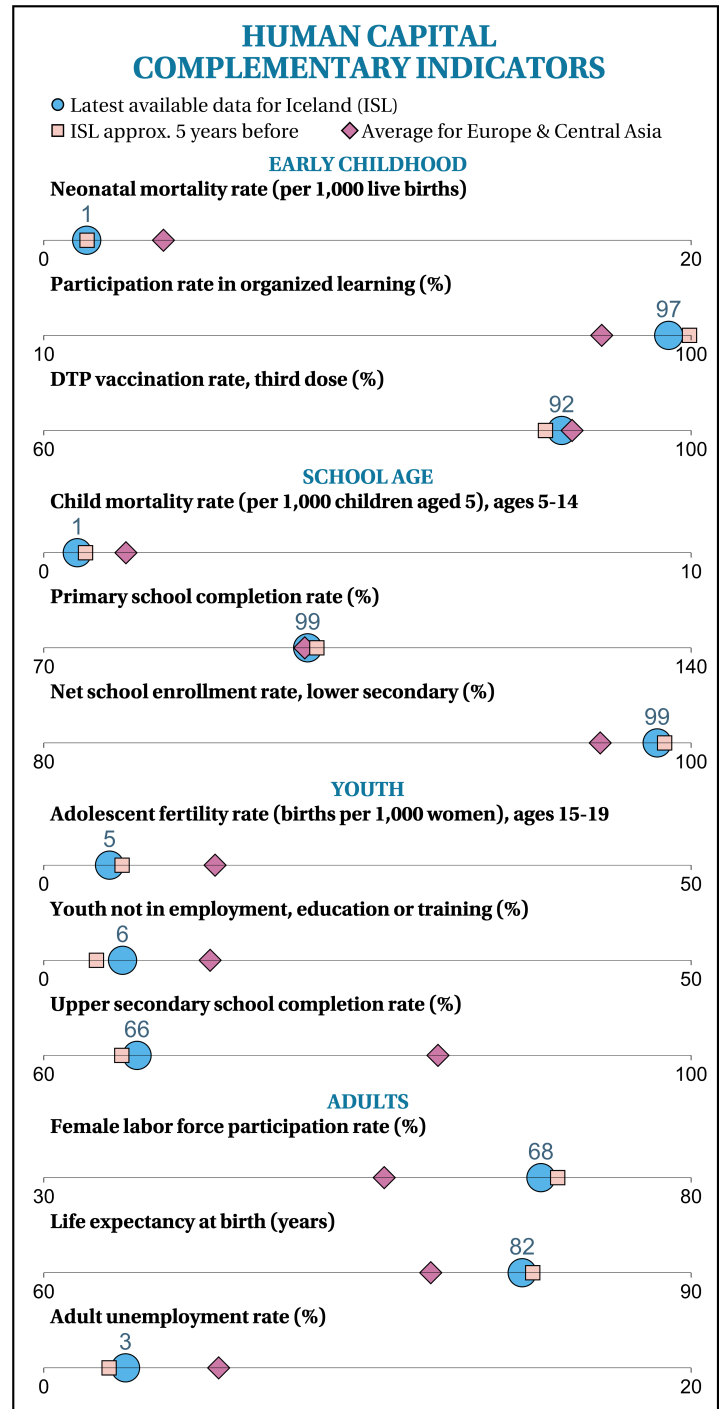 HUMAN CAPITAL
COMPLEMENTARY INDICATORS
Latest available data for Iceland (ISL)
ISL approx. 5 years before Average for Europe & Central Asia
EARLY CHILDHOOD
Neonatal mortality rate (per 1,000 live births)
1
0 20
Participation rate in organized learning (%)
97
10 100
DTP vaccination rate, third dose (%)
92
60 100
SCHOOL AGE
Child mortality rate (per 1,000 children aged 5), ages 5-14
1
0 10
Primary school completion rate (%)
99
70 140
Net school enrollment rate, lower secondary (%)
99
80 100
YOUTH
Adolescent fertility rate (births per 1,000 women), ages 15-19
5
0 50
Youth not in employment, education or training (%)
6
0 50
Upper secondary school completion rate (%)
66
60 100
ADULTS
Female labor force participation rate (%)
68
30 80
Life expectancy at birth (years)
82
60 90
Adult unemployment rate (%)
3
0 20